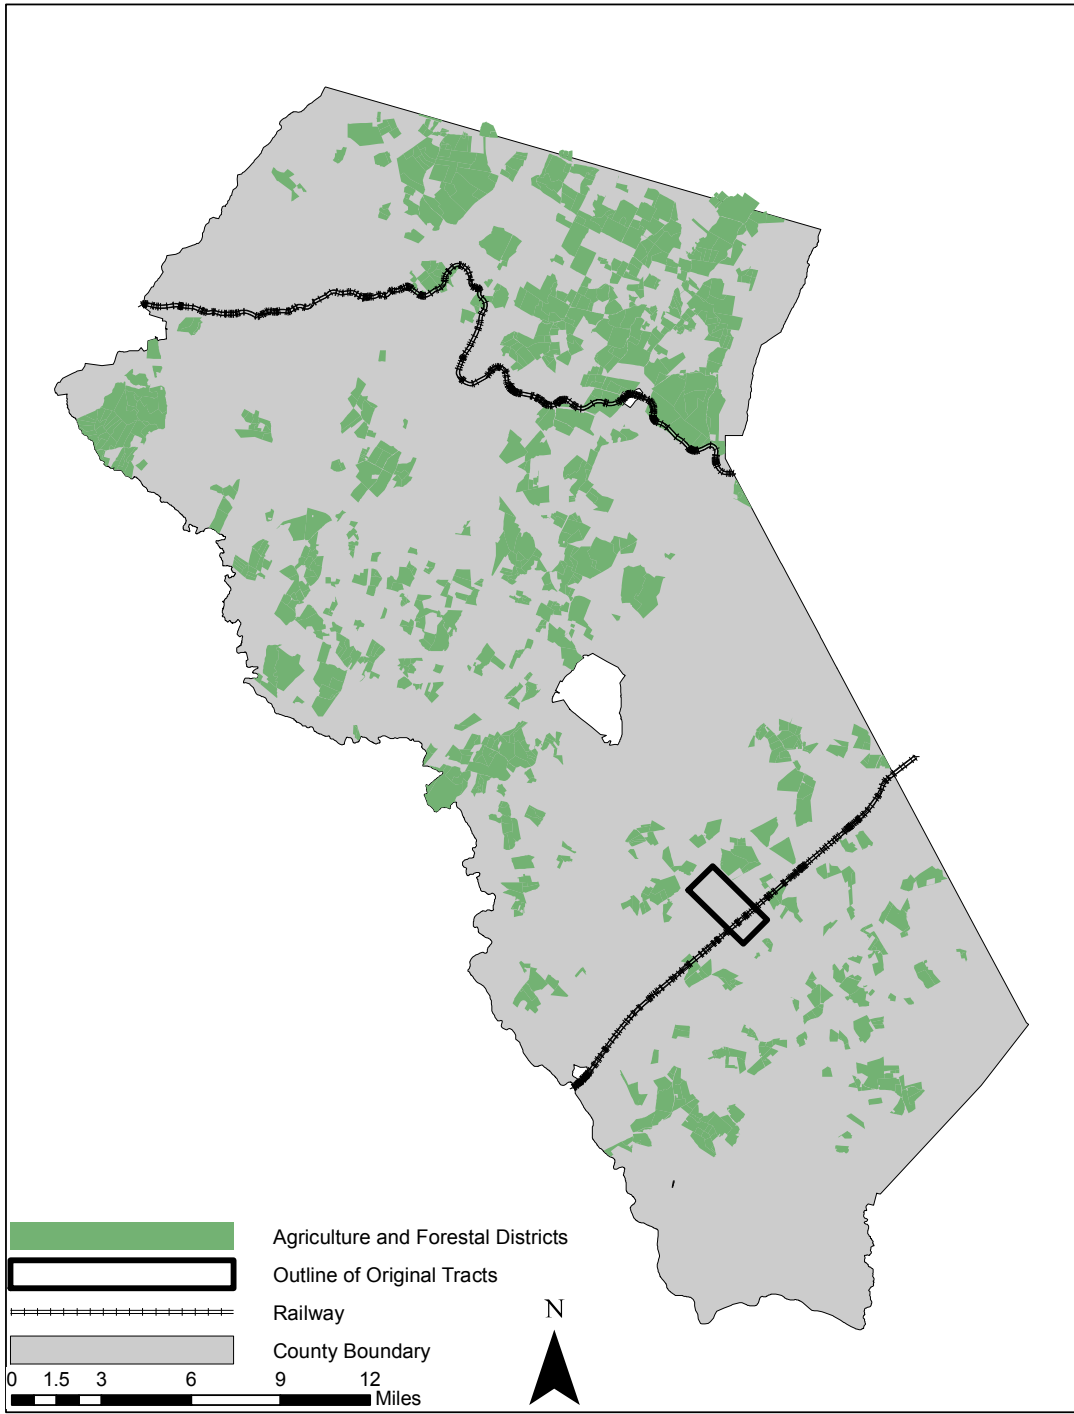 Agriculture and Forestal Districts
Outline of Original Tracts
Railway
N
County Boundary
0 1.5 3 6 9 12
Miles